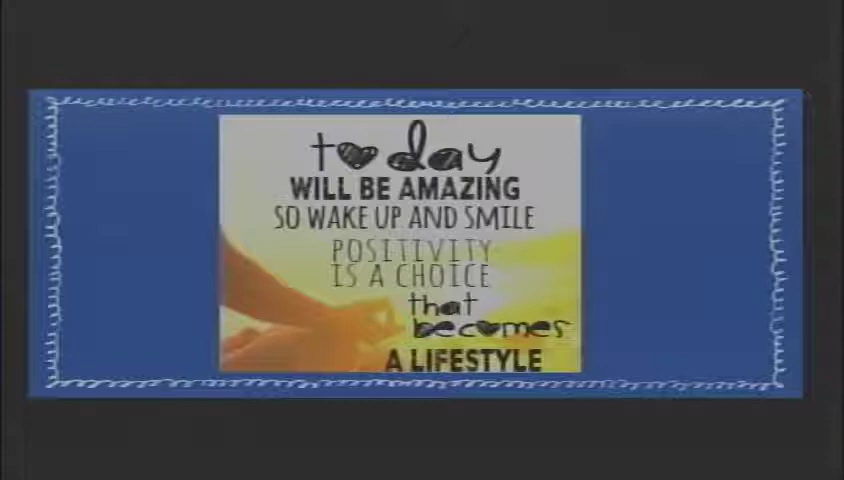 today
WILL BE AMAZING
SO WAKE UP AND SMILE
POSITIVITY
IS A CHOICE
that
becomes
A LIFESTYLE